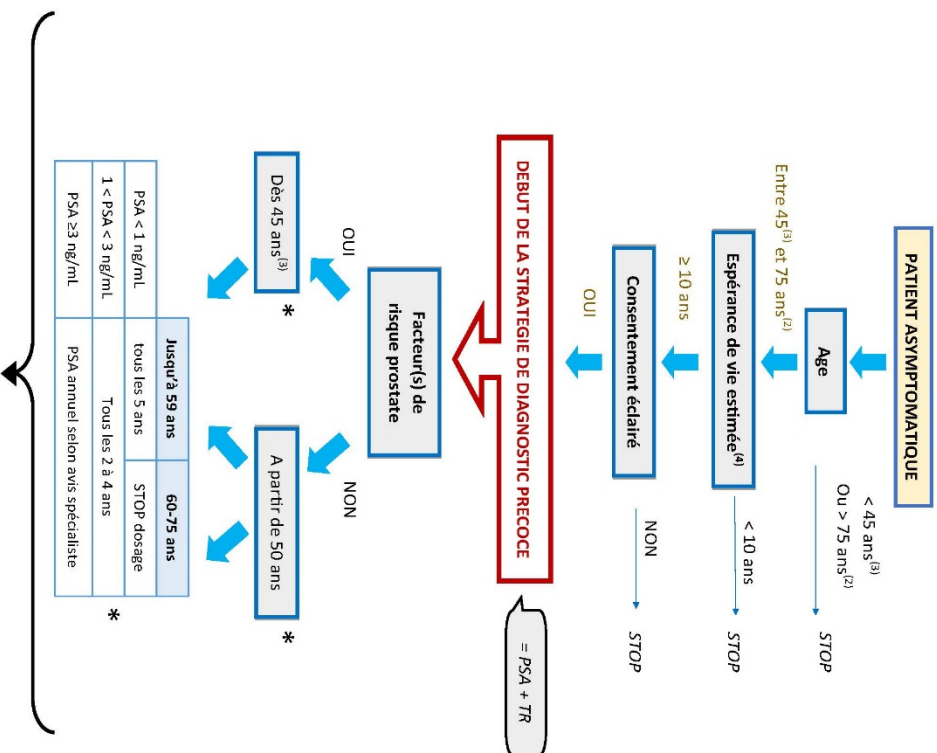 PATIENT ASYMPTOMATIQUE
Age
< 45 ans(3)
Ou > 75 ans(2)
STOP
Entre 45(3) et 75 ans(2)
Espérance de vie estimée(4)
< 10 ans
STOP
≥ 10 ans
Consentement éclairé
NON
STOP
OUI
DEBUT DE LA STRATEGIE DE DIAGNOSTIC PRECOCE
= PSA + TR
Facteur(s) de
risque prostate
OUI
NON
Dès 45 ans(3)
*
A partir de 50 ans
*
Jusqu'à 59 ans
60-75 ans
PSA < 1 ng/mL
tous les 5 ans
STOP dosage
1 < PSA < 3 ng/mL
Tous les 2 à 4 ans
*
PSA ≥3 ng/mL
PSA annuel selon avis spécialiste